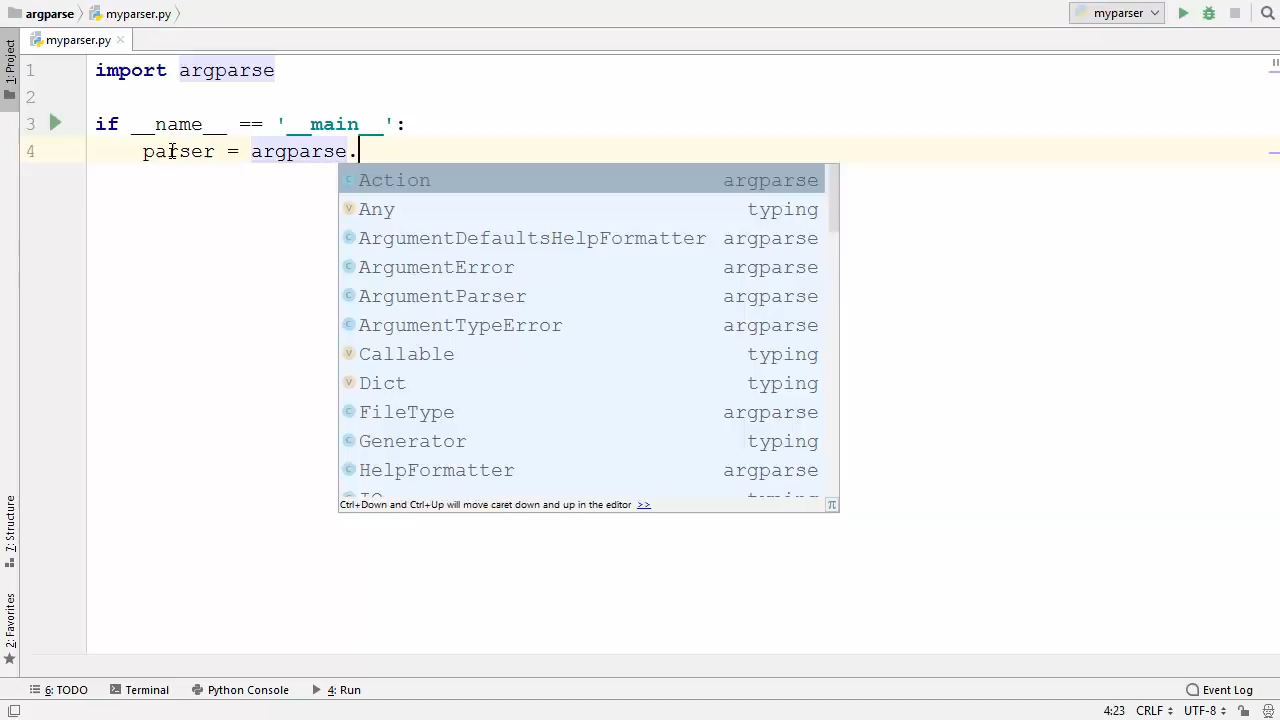 argparse myparser.py myparser
myparser.py
1: Project
1 import argparse
2
3 if __name__ == '__main__':
4 parser = argparse.
Action argparse
Any typing
ArgumentDefaultsHelpFormatter argparse
ArgumentError argparse
ArgumentParser argparse
ArgumentTypeError argparse
Callable typing
Dict typing
FileType argparse
Generator typing
HelpFormatter argparse
IO typing
Ctrl+Down and Ctrl+Up will move caret down and up in the editor >>
π
7: Structure
2: Favorites
6: TODO Terminal Python Console 4: Run Event Log
4:23 CRLF UTF-8